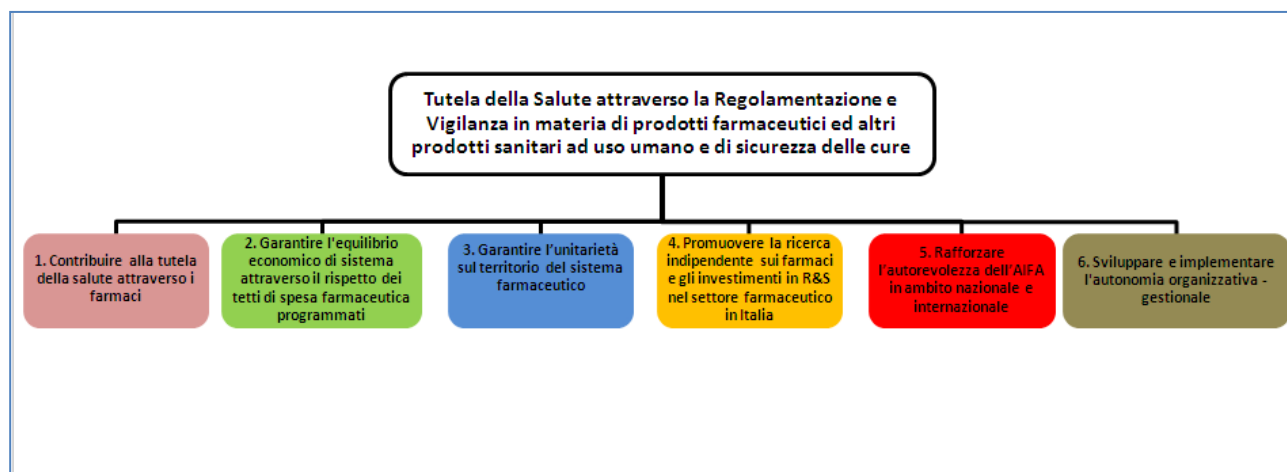 Tutela della Salute attraverso la Regolamentazione e
Vigilanza in materia di prodotti farmaceutici ed altri
prodotti sanitari ad uso umano e di sicurezza delle cure
1. Contribuire alla tutela
della salute attraverso i
farmaci
2. Garantire l'equilibrio
economico di sistema
attraverso il rispetto dei
tetti di spesa farmaceutica
programmati
3. Garantire l’unitarietà
sul territorio del sistema
farmaceutico
4. Promuovere la ricerca
indipendente sui farmaci
e gli investimenti in R&S
nel settore farmaceutico
in Italia
5. Rafforzare
l’autorevolezza dell’AIFA
in ambito nazionale e
internazionale
6. Sviluppare e implementare
l'autonomia organizzativa -
gestionale